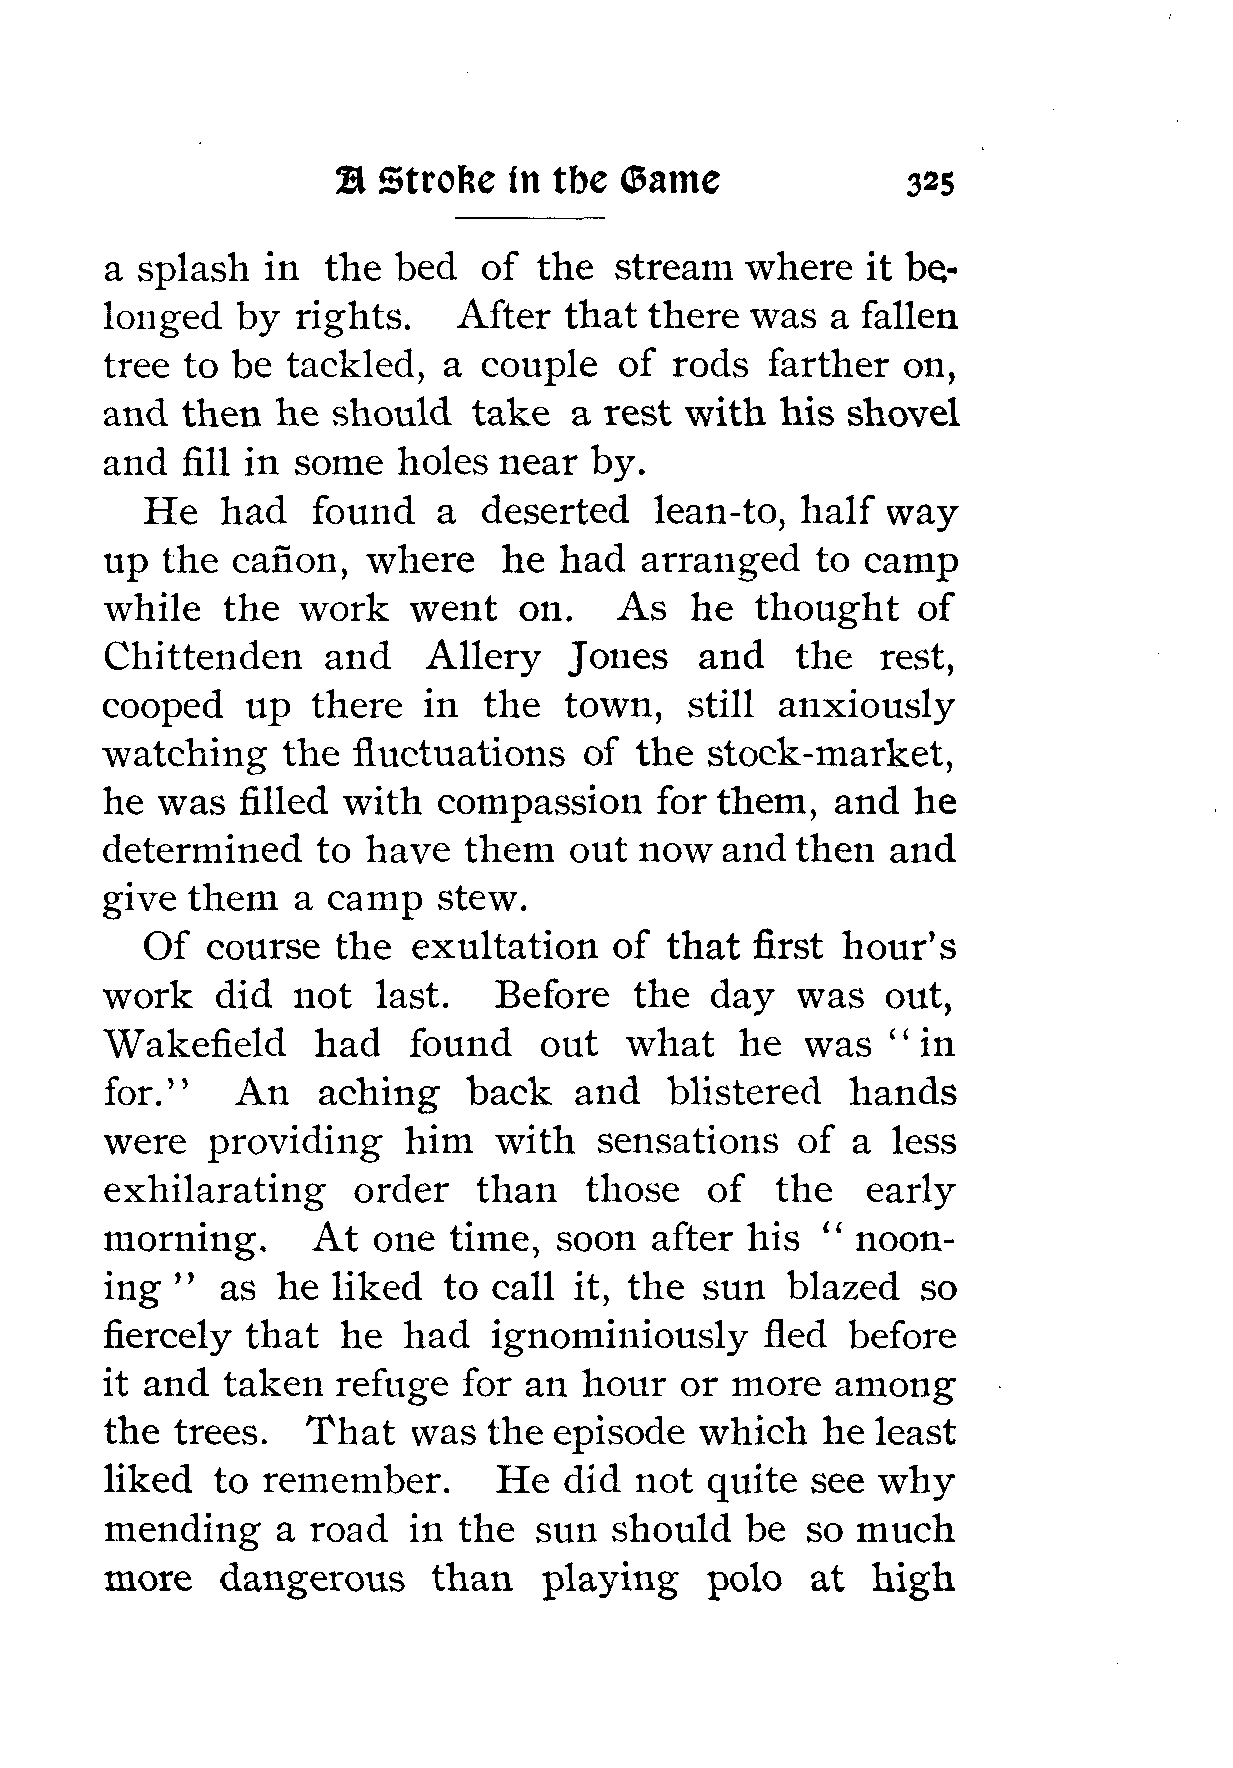 A Stroke in the Game 325
a splash in the bed of the stream where it be-
longed by rights. After that there was a fallen
tree to be tackled, a couple of rods farther on,
and then he should take a rest with his shovel
and fill in some holes near by.
He had found a deserted lean-to, half way
up the cañon, where he had arranged to camp
while the work went on. As he thought of
Chittenden and Allery Jones and the rest,
cooped up there in the town, still anxiously
watching the fluctuations of the stock-market,
he was filled with compassion for them, and he
determined to have them out now and then and
give them a camp stew.
Of course the exultation of that first hour's
work did not last. Before the day was out,
Wakefield had found out what he was "in
for." An aching back and blistered hands
were providing him with sensations of a less
exhilarating order than those of the early
morning. At one time, soon after his "noon-
ing" as he liked to call it, the sun blazed so
fiercely that he had ignominiously fled before
it and taken refuge for an hour or more among
the trees. That was the episode which he least
liked to remember. He did not quite see why
mending a road in the sun should be so much
more dangerous than playing polo at high